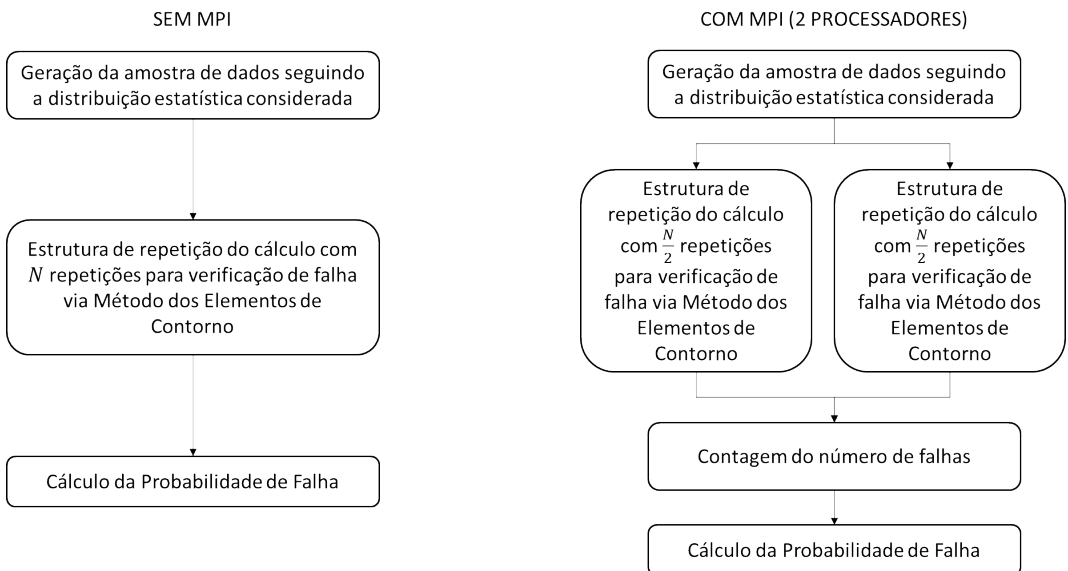 SEM MPI
Geração da amostra de dados seguindo
a distribuição estatística considerada
Estrutura de repetição do cálculo com
N repetições para verificação de falha
via Método dos Elementos de
Contorno
Cálculo da Probabilidade de Falha
COM MPI (2 PROCESSADORES)
Geração da amostra de dados seguindo
a distribuição estatística considerada
Estrutura de
repetição do cálculo
com N/2 repetições
para verificação de
falha via Método dos
Elementos de
Contorno
Estrutura de
repetição do cálculo
com N/2 repetições
para verificação de
falha via Método dos
Elementos de
Contorno
Contagem do número de falhas
Cálculo da Probabilidade de Falha